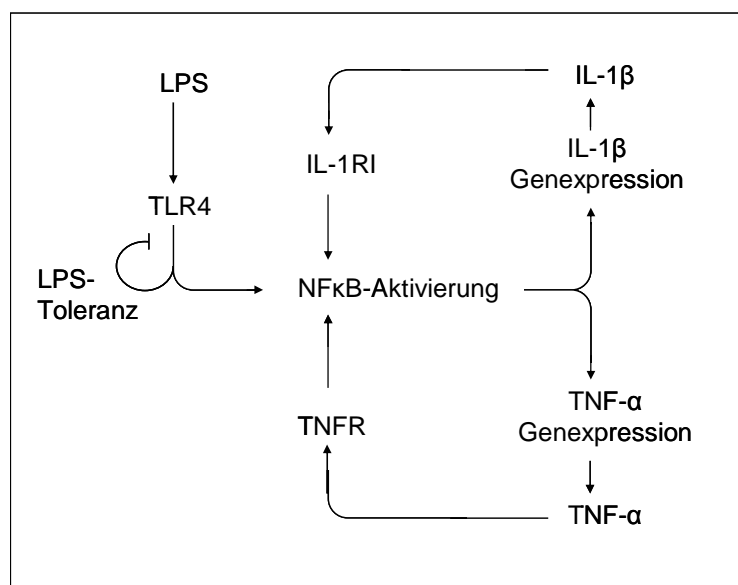 LPS
IL-1β
IL-1RI
IL-1β
Genexpression
TLR4
LPS-
Toleranz
NFκB-Aktivierung
TNFR
TNF-α
Genexpression
TNF-α